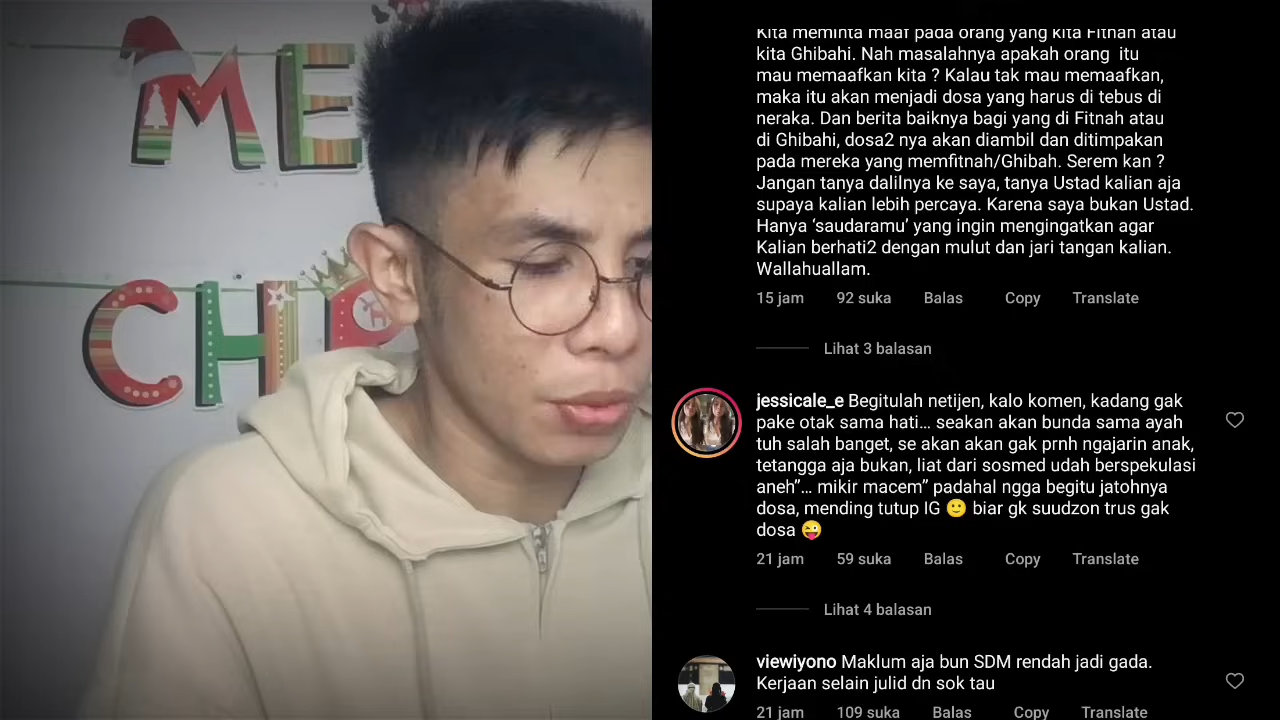 ME
CHR
Kita meminta maaf pada orang yang kita Fitnah atau
kita Ghibahi. Nah masalahnya apakah orang itu
mau memaafkan kita ? Kalau tak mau memaafkan,
maka itu akan menjadi dosa yang harus di tebus di
neraka. Dan berita baiknya bagi yang di Fitnah atau
di Ghibahi, dosa2 nya akan diambil dan ditimpakan
pada mereka yang memfitnah/Ghibah. Serem kan ?
Jangan tanya dalilnya ke saya, tanya Ustad kalian aja
supaya kalian lebih percaya. Karena saya bukan Ustad.
Hanya ‘saudaramu’ yang ingin mengingatkan agar
Kalian berhati2 dengan mulut dan jari tangan kalian.
Wallahuallam.
15 jam 92 suka Balas Copy Translate
Lihat 3 balasan
jessicale_e Begitulah netijen, kalo komen, kadang gak
pake otak sama hati… seakan akan bunda sama ayah
tuh salah banget, se akan akan gak prnh ngajarin anak,
tetangga aja bukan, liat dari sosmed udah berspekulasi
aneh”… mikir macem” padahal ngga begitu jatohnya
dosa, mending tutup IG 🙂 biar gk suudzon trus gak
dosa 😜
21 jam 59 suka Balas Copy Translate
Lihat 4 balasan
viewiyono Maklum aja bun SDM rendah jadi gada.
Kerjaan selain julid dn sok tau
21 jam 109 suka Balas Copy Translate